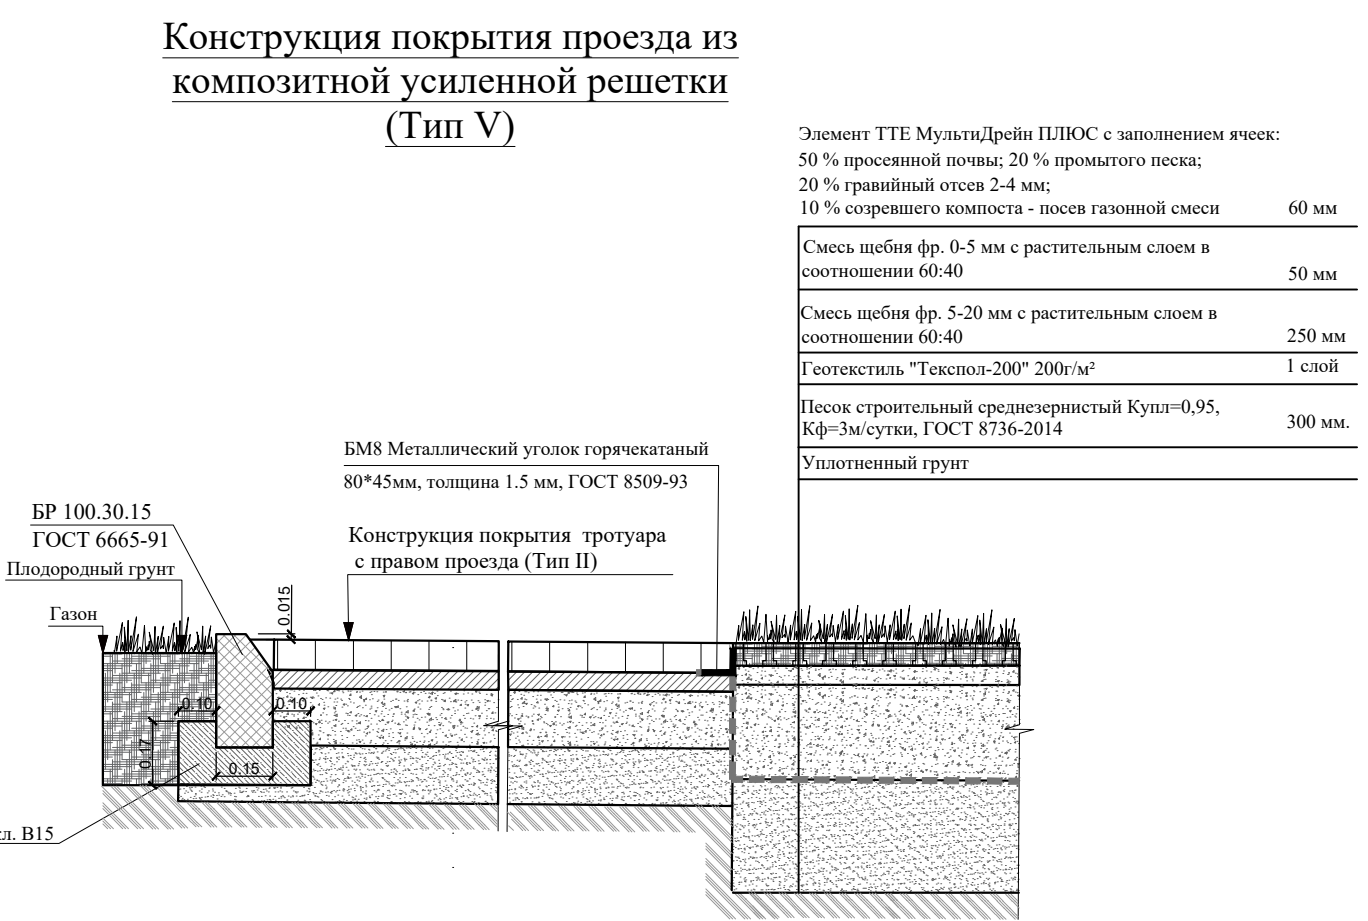 Конструкция покрытия проезда из
композитной усиленной решетки
(Тип V)
Элемент ТТЕ МультиДрейн ПЛЮС с заполнением ячеек:
50 % просеянной почвы; 20 % промытого песка;
20 % гравийный отсев 2-4 мм;
10 % созревшего компоста - посев газонной смеси 60 мм
Смесь щебня фр. 0-5 мм с растительным слоем в
соотношении 60:40 50 мм
Смесь щебня фр. 5-20 мм с растительным слоем в
соотношении 60:40 250 мм
Геотекстиль "Текспол-200" 200г/м² 1 слой
Песок строительный среднезернистый Купл=0,95,
Кф=3м/сутки, ГОСТ 8736-2014 300 мм.
Уплотненный грунт
БМ8 Металлический уголок горячекатаный
80*45мм, толщина 1.5 мм, ГОСТ 8509-93
БР 100.30.15
ГОСТ 6665-91
Конструкция покрытия тротуара
с правом проезда (Тип II)
Плодородный грунт
Газон
0.015
0.10
0.10
0.17
0.15
кл. В15